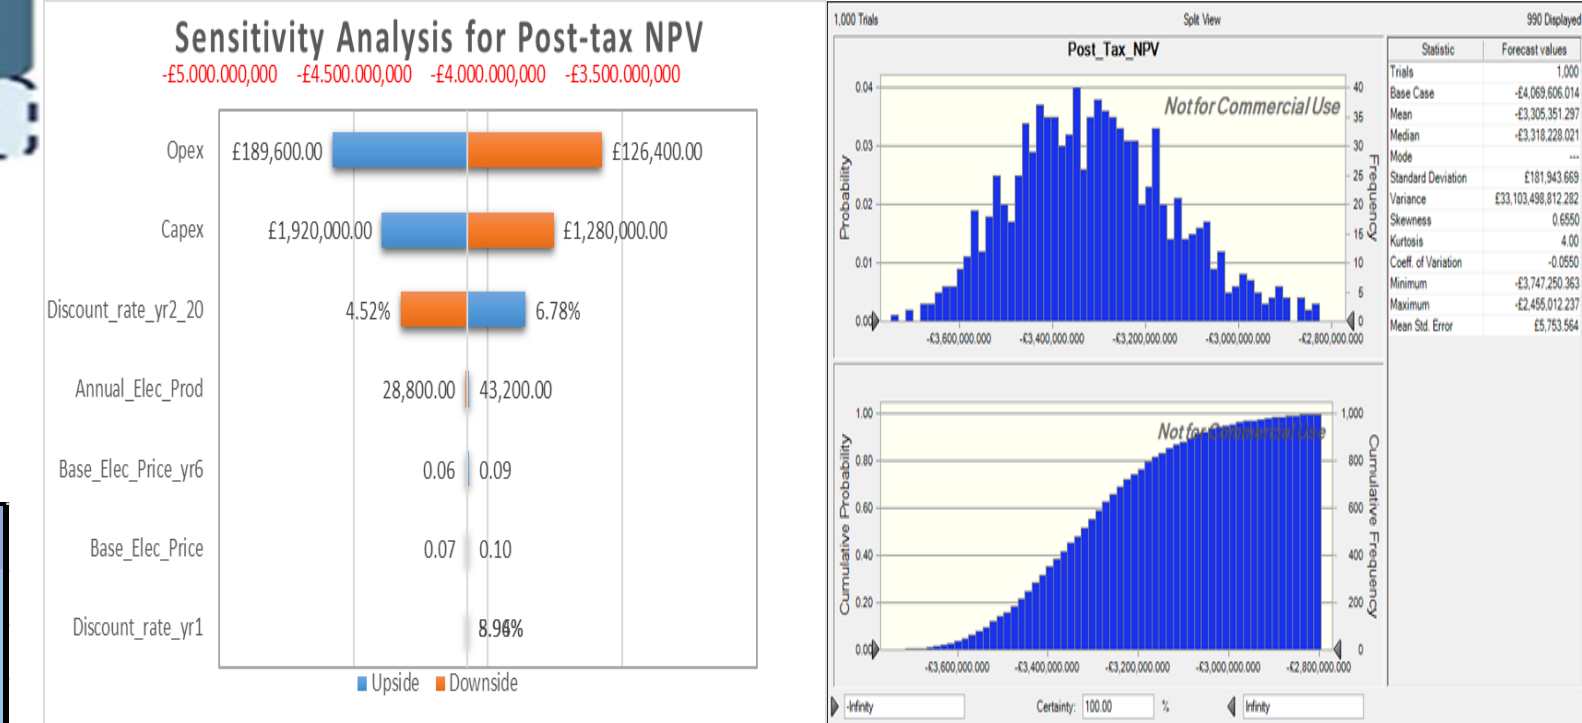 Sensitivity Analysis for Post-tax NPV
-£5.000.000,000 -£4.500.000,000 -£4.000.000,000 -£3.500.000,000
Opex £189,600.00 £126,400.00
Capex £1,920,000.00 £1,280,000.00
Discount_rate_yr2_20 4.52% 6.78%
Annual_Elec_Prod 28,800.00 43,200.00
Base_Elec_Price_yr6 0.06 0.09
Base_Elec_Price 0.07 0.10
Discount_rate_yr1
Upside Downside
1,000 Trials Split View 990 Displayed
Post_Tax_NPV
Not for Commercial Use
Probability
0.04
0.03
0.02
0.01
0.00
Frequency
40
35
30
25
20
15
10
5
0
-£3,600,000.000 -£3,400,000.000 -£3,200,000.000 -£3,000,000.000 -£2,800,000.000
Not for Commercial Use
Cumulative Probability
1.00
0.80
0.60
0.40
0.20
0.00
Cumulative Frequency
1,000
800
600
400
200
0
-£3,600,000.000 -£3,400,000.000 -£3,200,000.000 -£3,000,000.000 -£2,800,000.000
Statistic Forecast values
Trials 1,000
Base Case -£4,069,606.014
Mean -£3,305,351.297
Median -£3,318,228.021
Mode ---
Standard Deviation £181,943.669
Variance £33,103,498,812.282
Skewness 0.6550
Kurtosis 4.00
Coeff. of Variation -0.0550
Minimum -£3,747,250.363
Maximum -£2,455,012.237
Mean Std. Error £5,753.564
-Infinity Certainty: 100.00 % Infinity